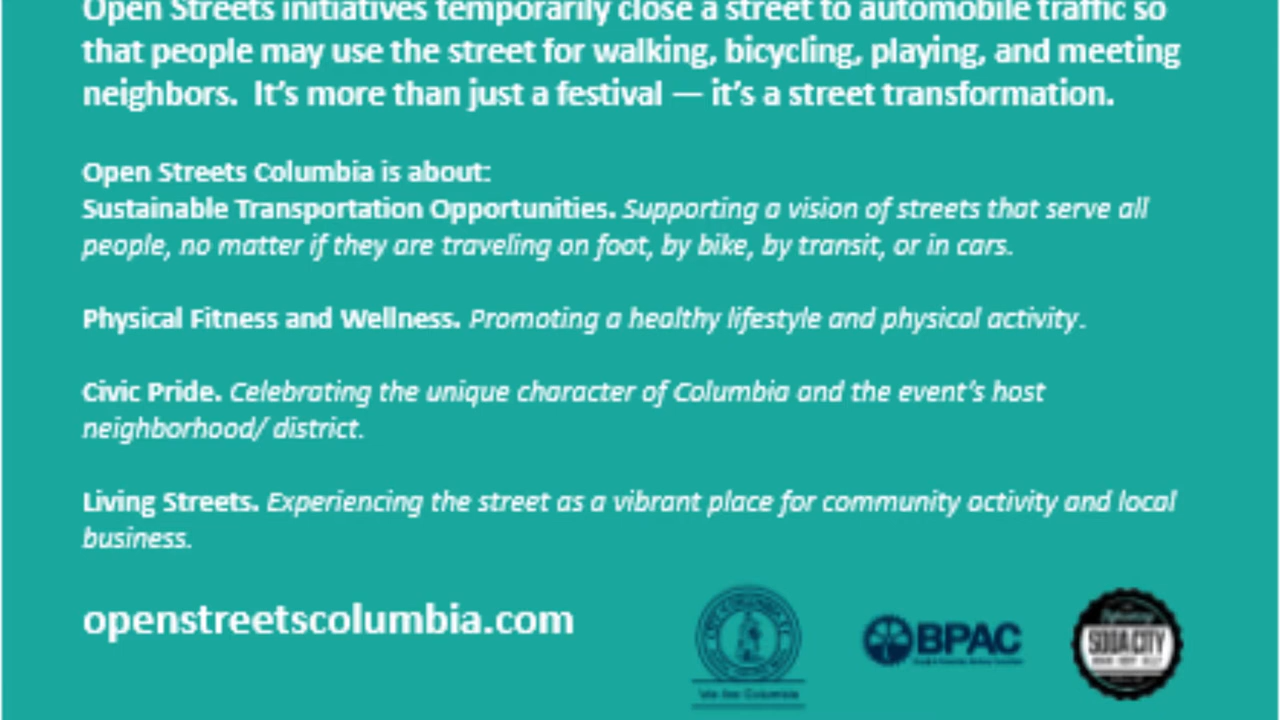 Open Streets initiatives temporarily close a street to automobile traffic so
that people may use the street for walking, bicycling, playing, and meeting
neighbors.  It's more than just a festival — it's a street transformation.
Open Streets Columbia is about:
Sustainable Transportation Opportunities. Supporting a vision of streets that serve all
people, no matter if they are traveling on foot, by bike, by transit, or in cars.
Physical Fitness and Wellness. Promoting a healthy lifestyle and physical activity.
Civic Pride. Celebrating the unique character of Columbia and the event's host
neighborhood/ district.
Living Streets. Experiencing the street as a vibrant place for community activity and local
business.
openstreetscolumbia.com
We Are Columbia
BPAC
SODA CITY